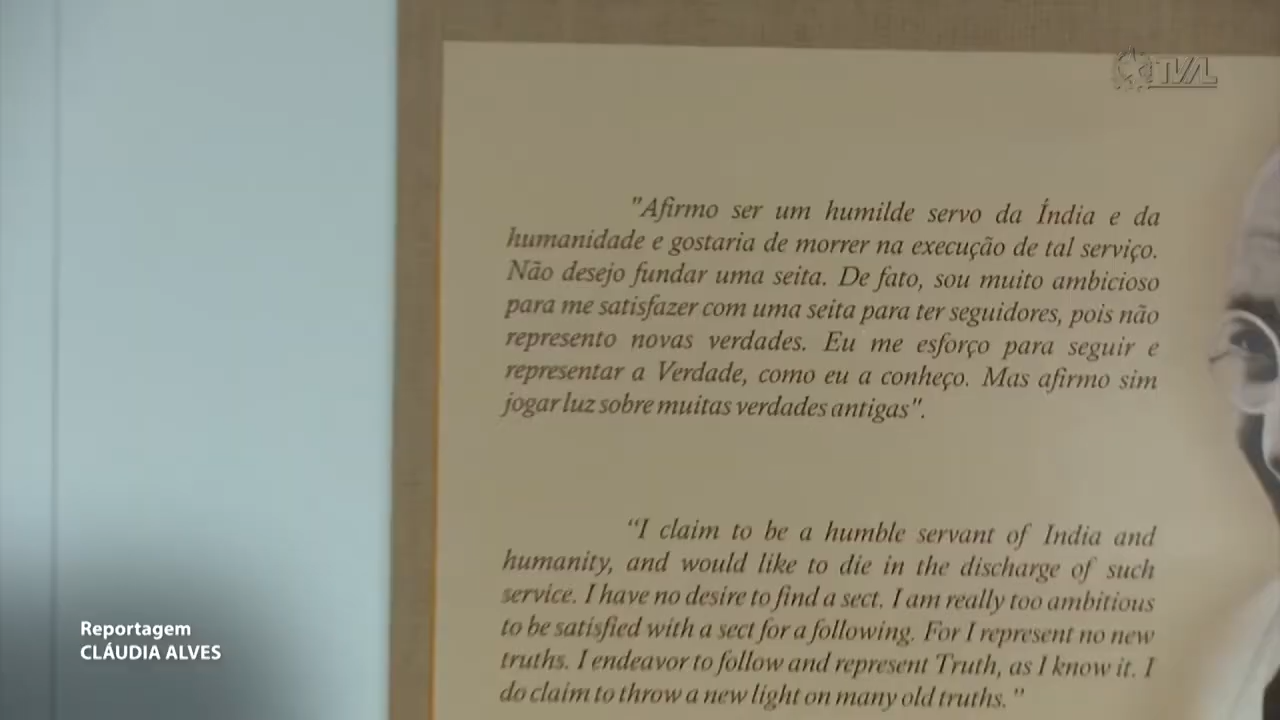 TVAL
"Afirmo ser um humilde servo da Índia e da
humanidade e gostaria de morrer na execução de tal serviço.
Não desejo fundar uma seita. De fato, sou muito ambicioso
para me satisfazer com uma seita para ter seguidores, pois não
represento novas verdades. Eu me esforço para seguir e
representar a Verdade, como eu a conheço. Mas afirmo sim
jogar luz sobre muitas verdades antigas".
“I claim to be a humble servant of India and
humanity, and would like to die in the discharge of such
service. I have no desire to find a sect. I am really too ambitious
to be satisfied with a sect for a following. For I represent no new
truths. I endeavor to follow and represent Truth, as I know it. I
do claim to throw a new light on many old truths.”
Reportagem
CLÁUDIA ALVES